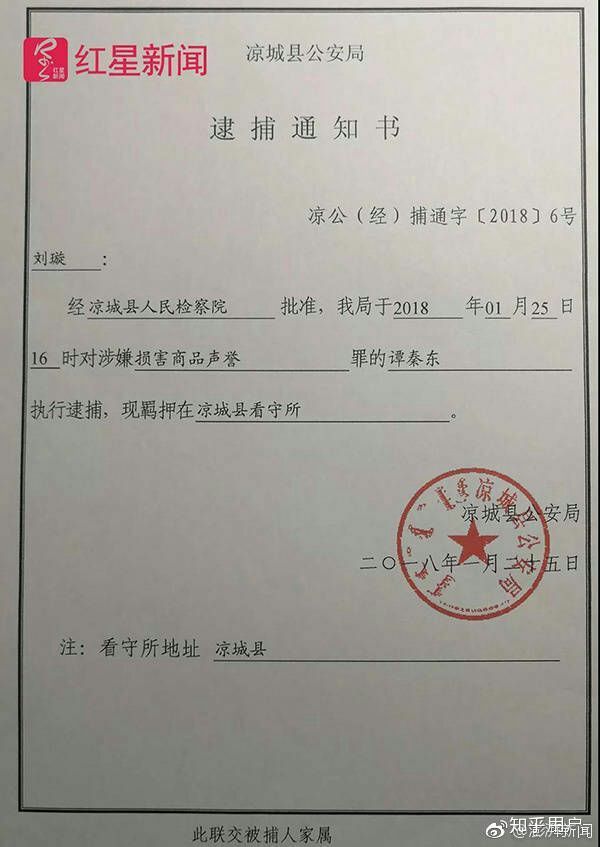 红星新闻
红星
新闻
凉城县公安局
逮捕通知书
凉公（经）捕通字〔2018〕6号
刘璇：
经凉城县人民检察院 批准，我局于2018 年01月25日
16时对涉嫌损害商品声誉 罪的谭秦东
执行逮捕，现羁押在凉城县看守所 。
凉城县公安局
凉城县公安局
二〇一八年一月二十五日
注：看守所地址 凉城县
此联交被捕人家属
知乎用户
@澎湃新闻